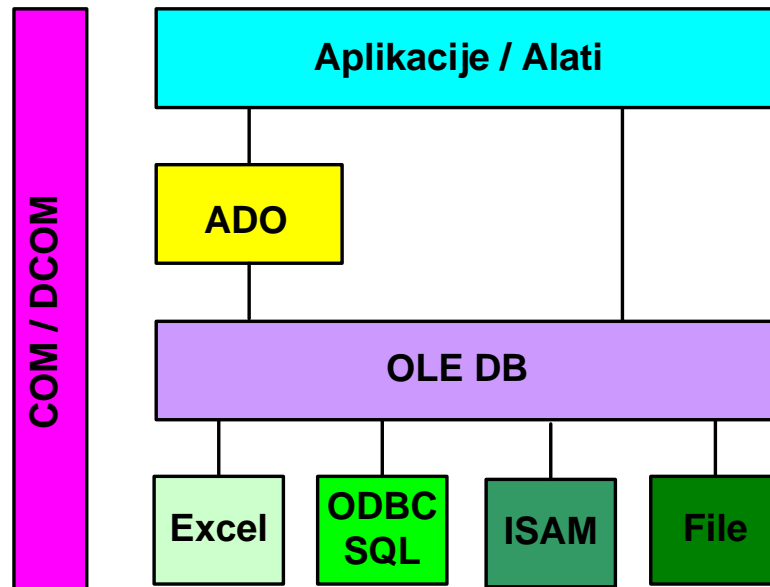 Aplikacije / Alati
COM / DCOM
ADO
OLE DB
Excel
ODBC
SQL
ISAM
File